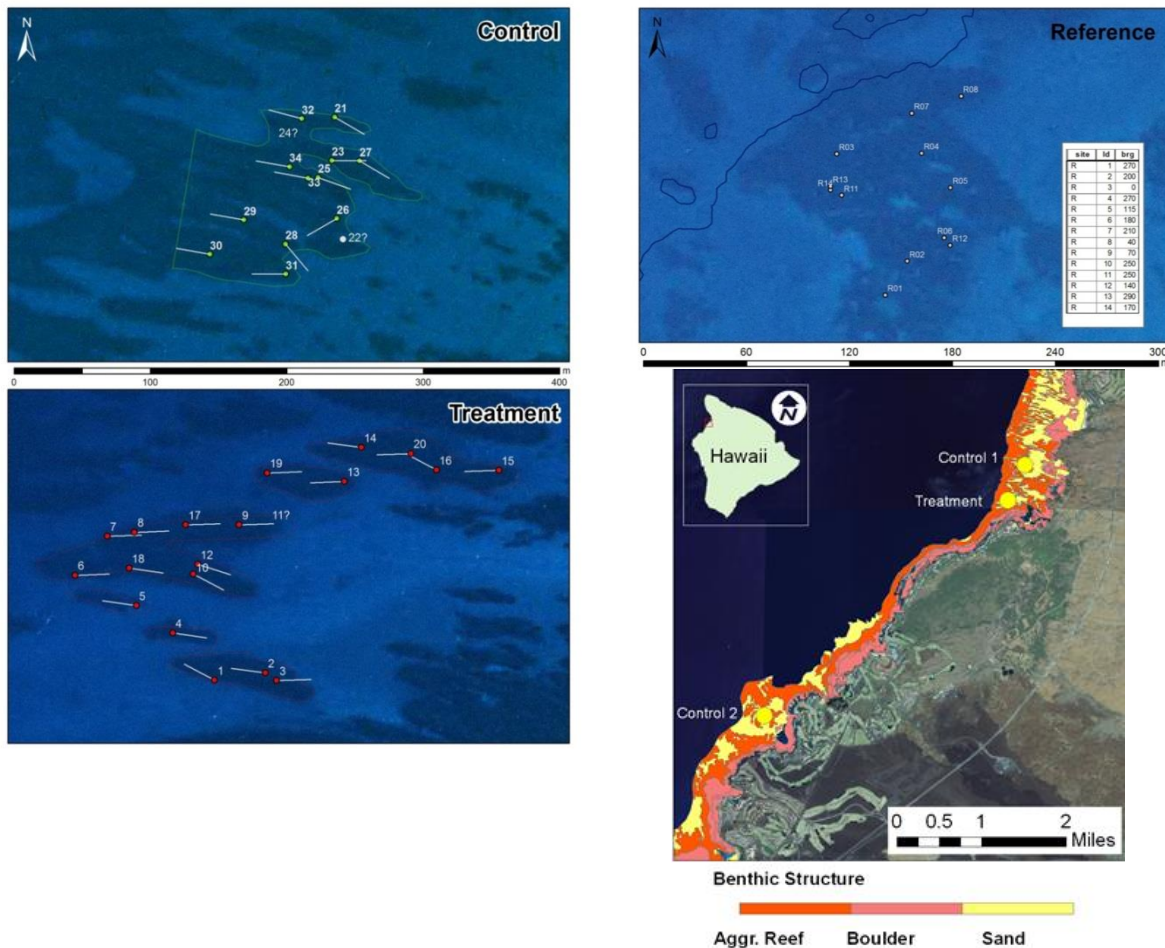 N
Control
32
21
24?
23
27
34
25
33
29
26
22?
28
30
31
0
100
200
300
400
m
N
Reference
R08
R07
R03
R04
R13
R11
R05
R06
R12
R02
R01
site Id brg
R 1 270
R 2 200
R 3 0
R 4 270
R 5 115
R 6 180
R 7 210
R 8 40
R 9 70
R 10 250
R 11 250
R 12 140
R 13 290
R 14 170
0
60
120
180
240
300
Treatment
14
20
19
13
16
15
7
8
17
9
11?
12
18
10
6
5
4
1
2
3
N
Hawaii
Control 1
Treatment
Control 2
0 0.5 1 2
Miles
Benthic Structure
Aggr. Reef Boulder Sand